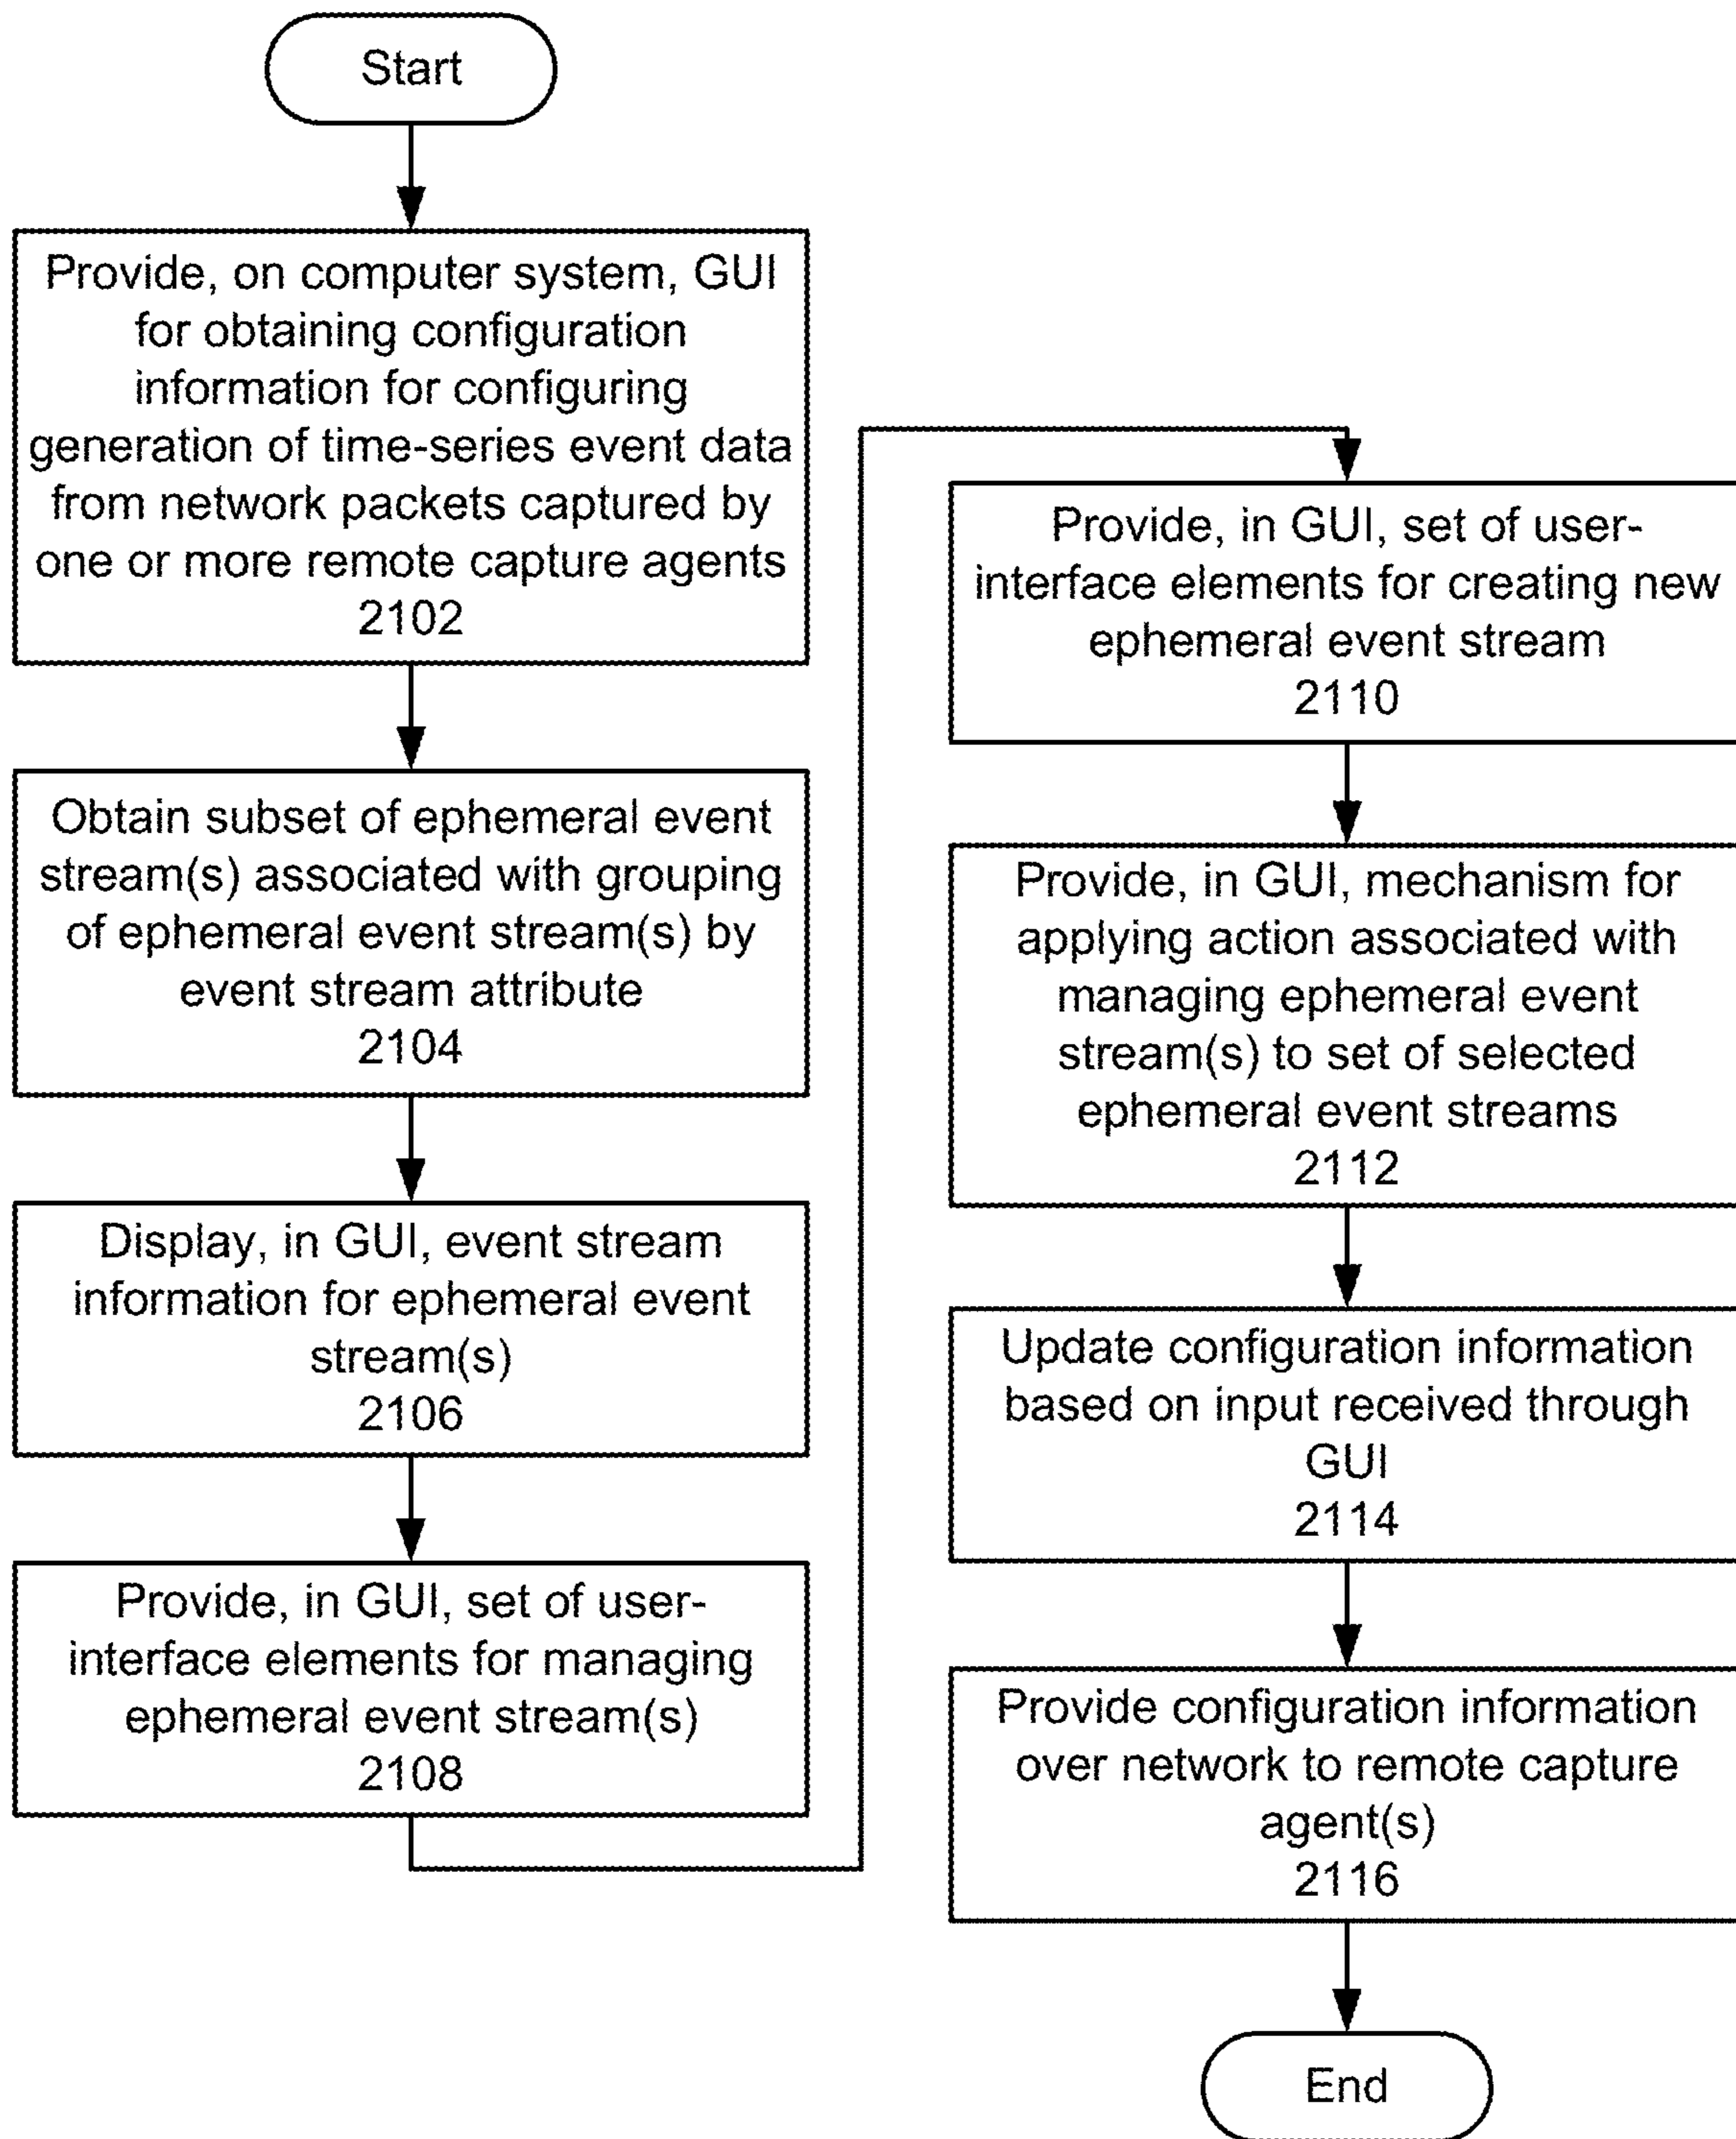 Start
Provide, on computer system, GUI
for obtaining configuration
information for configuring
generation of time-series event data
from network packets captured by
one or more remote capture agents
2102
Obtain subset of ephemeral event
stream(s) associated with grouping
of ephemeral event stream(s) by
event stream attribute
2104
Display, in GUI, event stream
information for ephemeral event
stream(s)
2106
Provide, in GUI, set of user-
interface elements for managing
ephemeral event stream(s)
2108
Provide, in GUI, set of user-
interface elements for creating new
ephemeral event stream
2110
Provide, in GUI, mechanism for
applying action associated with
managing ephemeral event
stream(s) to set of selected
ephemeral event streams
2112
Update configuration information
based on input received through
GUI
2114
Provide configuration information
over network to remote capture
agent(s)
2116
End